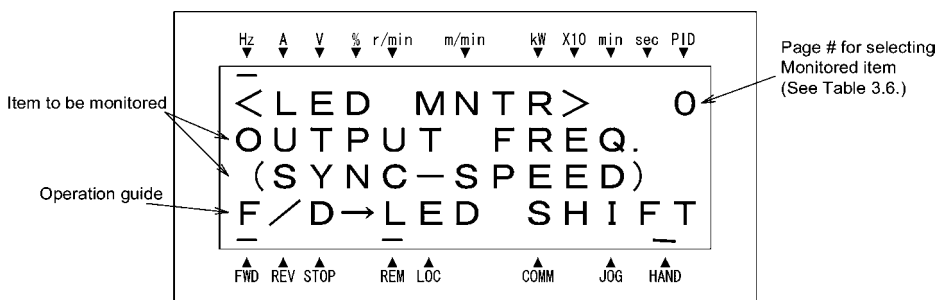 Hz A V % r/min m/min kW X10 min sec PID
Page # for selecting
Monitored item
(See Table 3.6.)
<LED MNTR> 0
Item to be monitored
OUTPUT FREQ.
(SYNC-SPEED)
Operation guide
F/D→LED SHIFT
FWD REV STOP REM LOC COMM JOG HAND